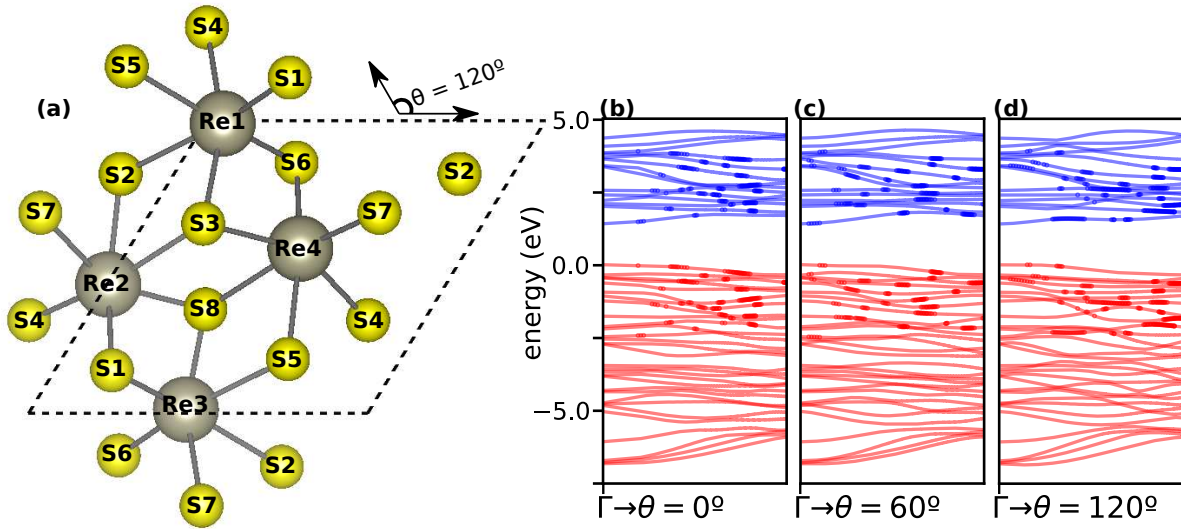 S4
S5
S1
(a)
θ = 120º
Re1
S2
S6
S2
S7
S3
S7
Re2
Re4
S4
S8
S4
S1
S5
Re3
S6
S2
S7
(b)
(c)
(d)
5.0
0.0
−5.0
energy (eV)
Γ→θ = 0º
Γ→θ = 60º
Γ→θ = 120º